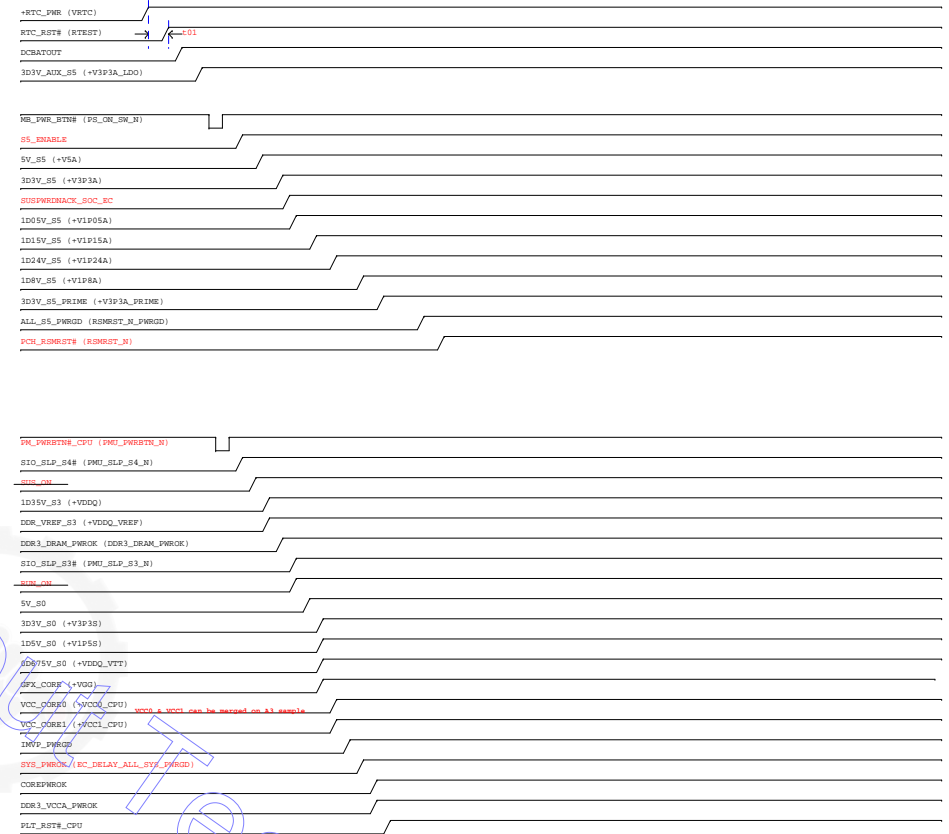 +RTC_PWR (VRTC)
RTC_RST# (RTEST)
t01
DCBATOUT
3D3V_AUX_S5 (+V3P3A_LDO)
MB_PWR_BTN# (PS_ON_SW_N)
S5_ENABLE
5V_S5 (+V5A)
3D3V_S5 (+V3P3A)
SUSPWRDNACK_SOC_EC
1D05V_S5 (+V1P05A)
1D15V_S5 (+V1P15A)
1D24V_S5 (+V1P24A)
1D8V_S5 (+V1P8A)
3D3V_S5_PRIME (+V3P3A_PRIME)
ALL_S5_PWRGD (RSMRST_N_PWRGD)
PCH_RSMRST# (RSMRST_N)
PM_PWRBTN#_CPU (PMU_PWRBTN_N)
SIO_SLP_S4# (PMU_SLP_S4_N)
SUS_ON
1D35V_S3 (+VDDQ)
DDR_VREF_S3 (+VDDQ_VREF)
DDR3_DRAM_PWROK (DDR3_DRAM_PWROK)
SIO_SLP_S3# (PMU_SLP_S3_N)
RUN_ON
5V_S0
3D3V_S0 (+V3P3S)
1D5V_S0 (+V1P5S)
0D675V_S0 (+VDDQ_VTT)
GFX_CORE (+VGG)
VCC_CORE0 (+VCC0_CPU)
VCC0 & VCC1 can be merged on A3 sample
VCC_CORE1 (+VCC1_CPU)
IMVP_PWRGD
SYS_PWROK (EC_DELAY_ALL_SYS_PWRGD)
COREPWROK
DDR3_VCCA_PWROK
PLT_RST#_CPU